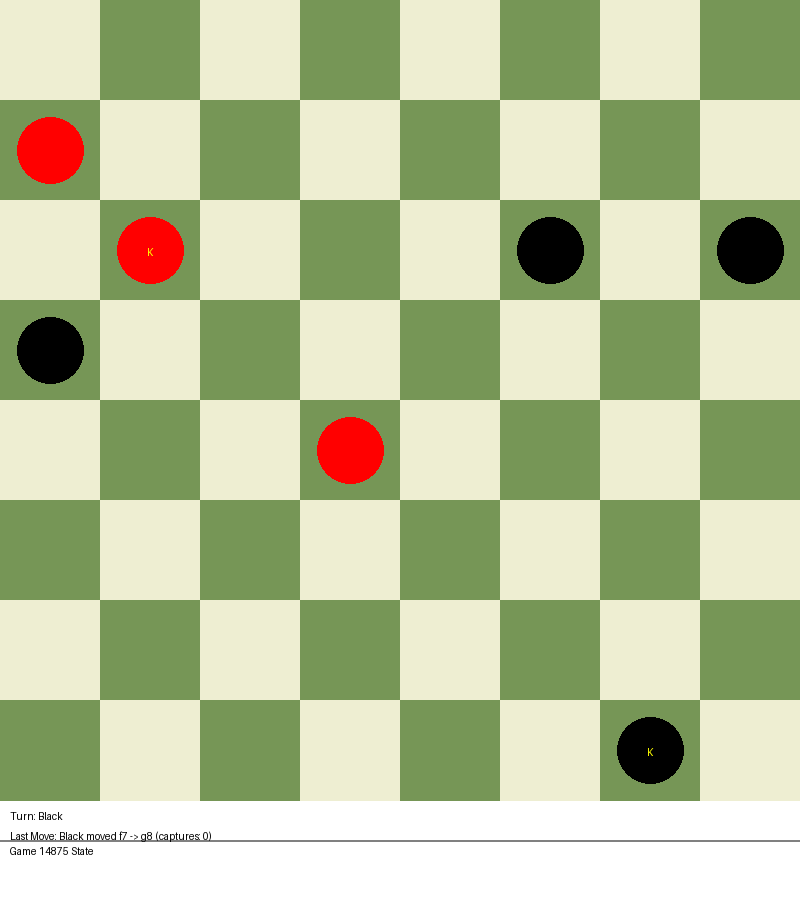 K
K
Turn: Black
Last Move: Black moved f7 -> g8 (captures: 0)
Game 14875 State